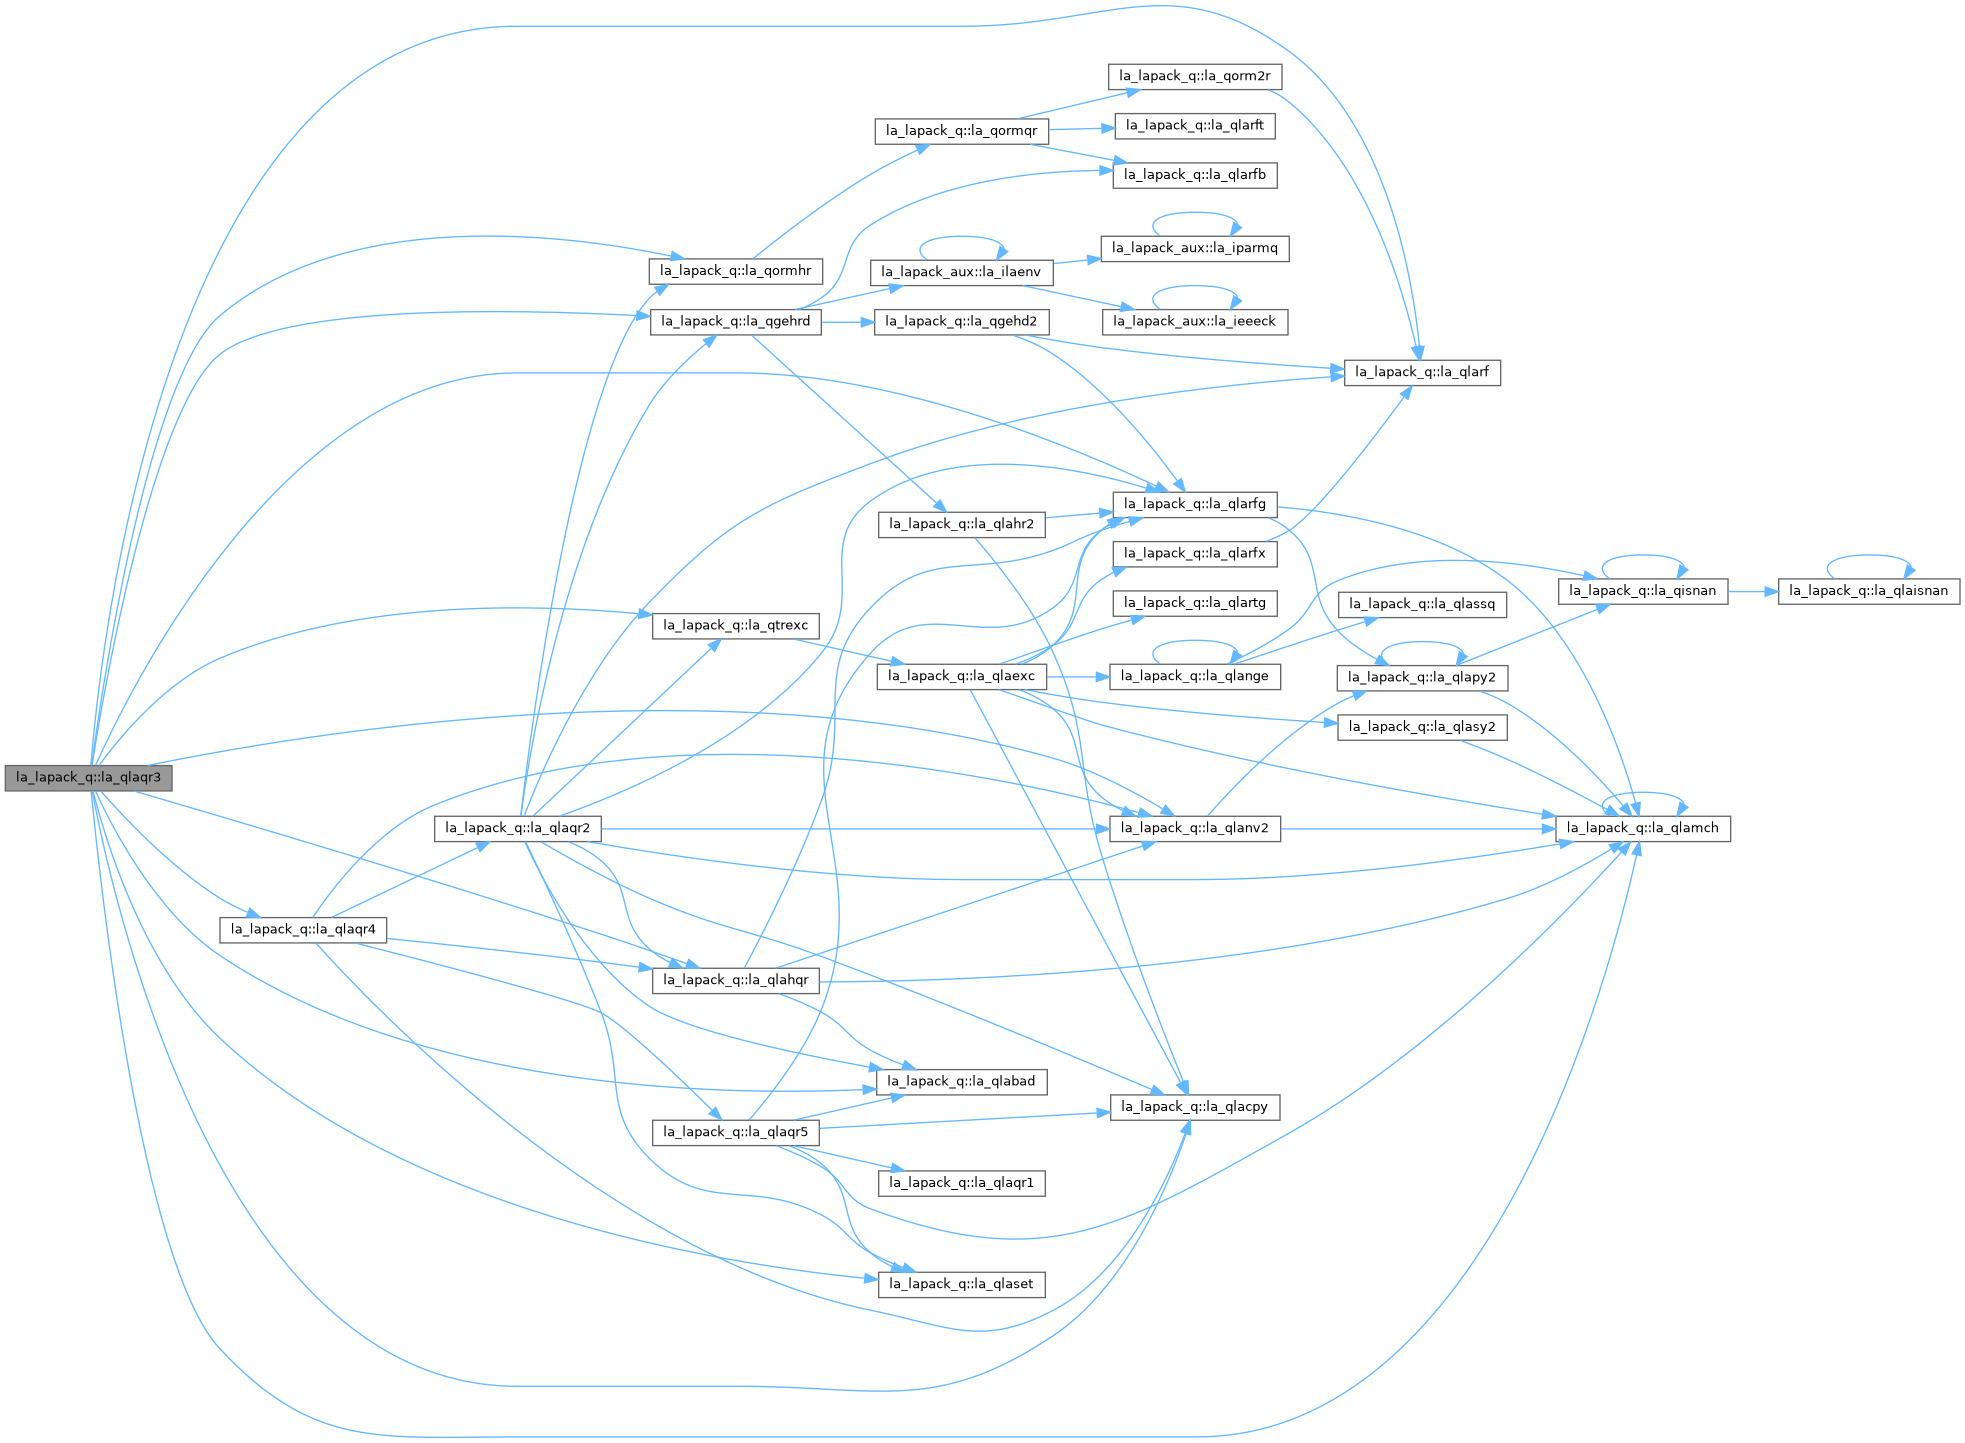 la_lapack_q::la_qorm2r
la_lapack_q::la_qormqr
la_lapack_q::la_qlarft
la_lapack_q::la_qlarfb
la_lapack_aux::la_iparmq
la_lapack_q::la_qormhr
la_lapack_aux::la_ilaenv
la_lapack_q::la_qgehrd
la_lapack_q::la_qgehd2
la_lapack_aux::la_ieeeck
la_lapack_q::la_qlarf
la_lapack_q::la_qlarfg
la_lapack_q::la_qlahr2
la_lapack_q::la_qlarfx
la_lapack_q::la_qisnan
la_lapack_q::la_qlaisnan
la_lapack_q::la_qlartg
la_lapack_q::la_qlassq
la_lapack_q::la_qtrexc
la_lapack_q::la_qlaexc
la_lapack_q::la_qlange
la_lapack_q::la_qlapy2
la_lapack_q::la_qlasy2
la_lapack_q::la_qlaqr3
la_lapack_q::la_qlaqr2
la_lapack_q::la_qlanv2
la_lapack_q::la_qlamch
la_lapack_q::la_qlaqr4
la_lapack_q::la_qlahqr
la_lapack_q::la_qlabad
la_lapack_q::la_qlacpy
la_lapack_q::la_qlaqr5
la_lapack_q::la_qlaqr1
la_lapack_q::la_qlaset